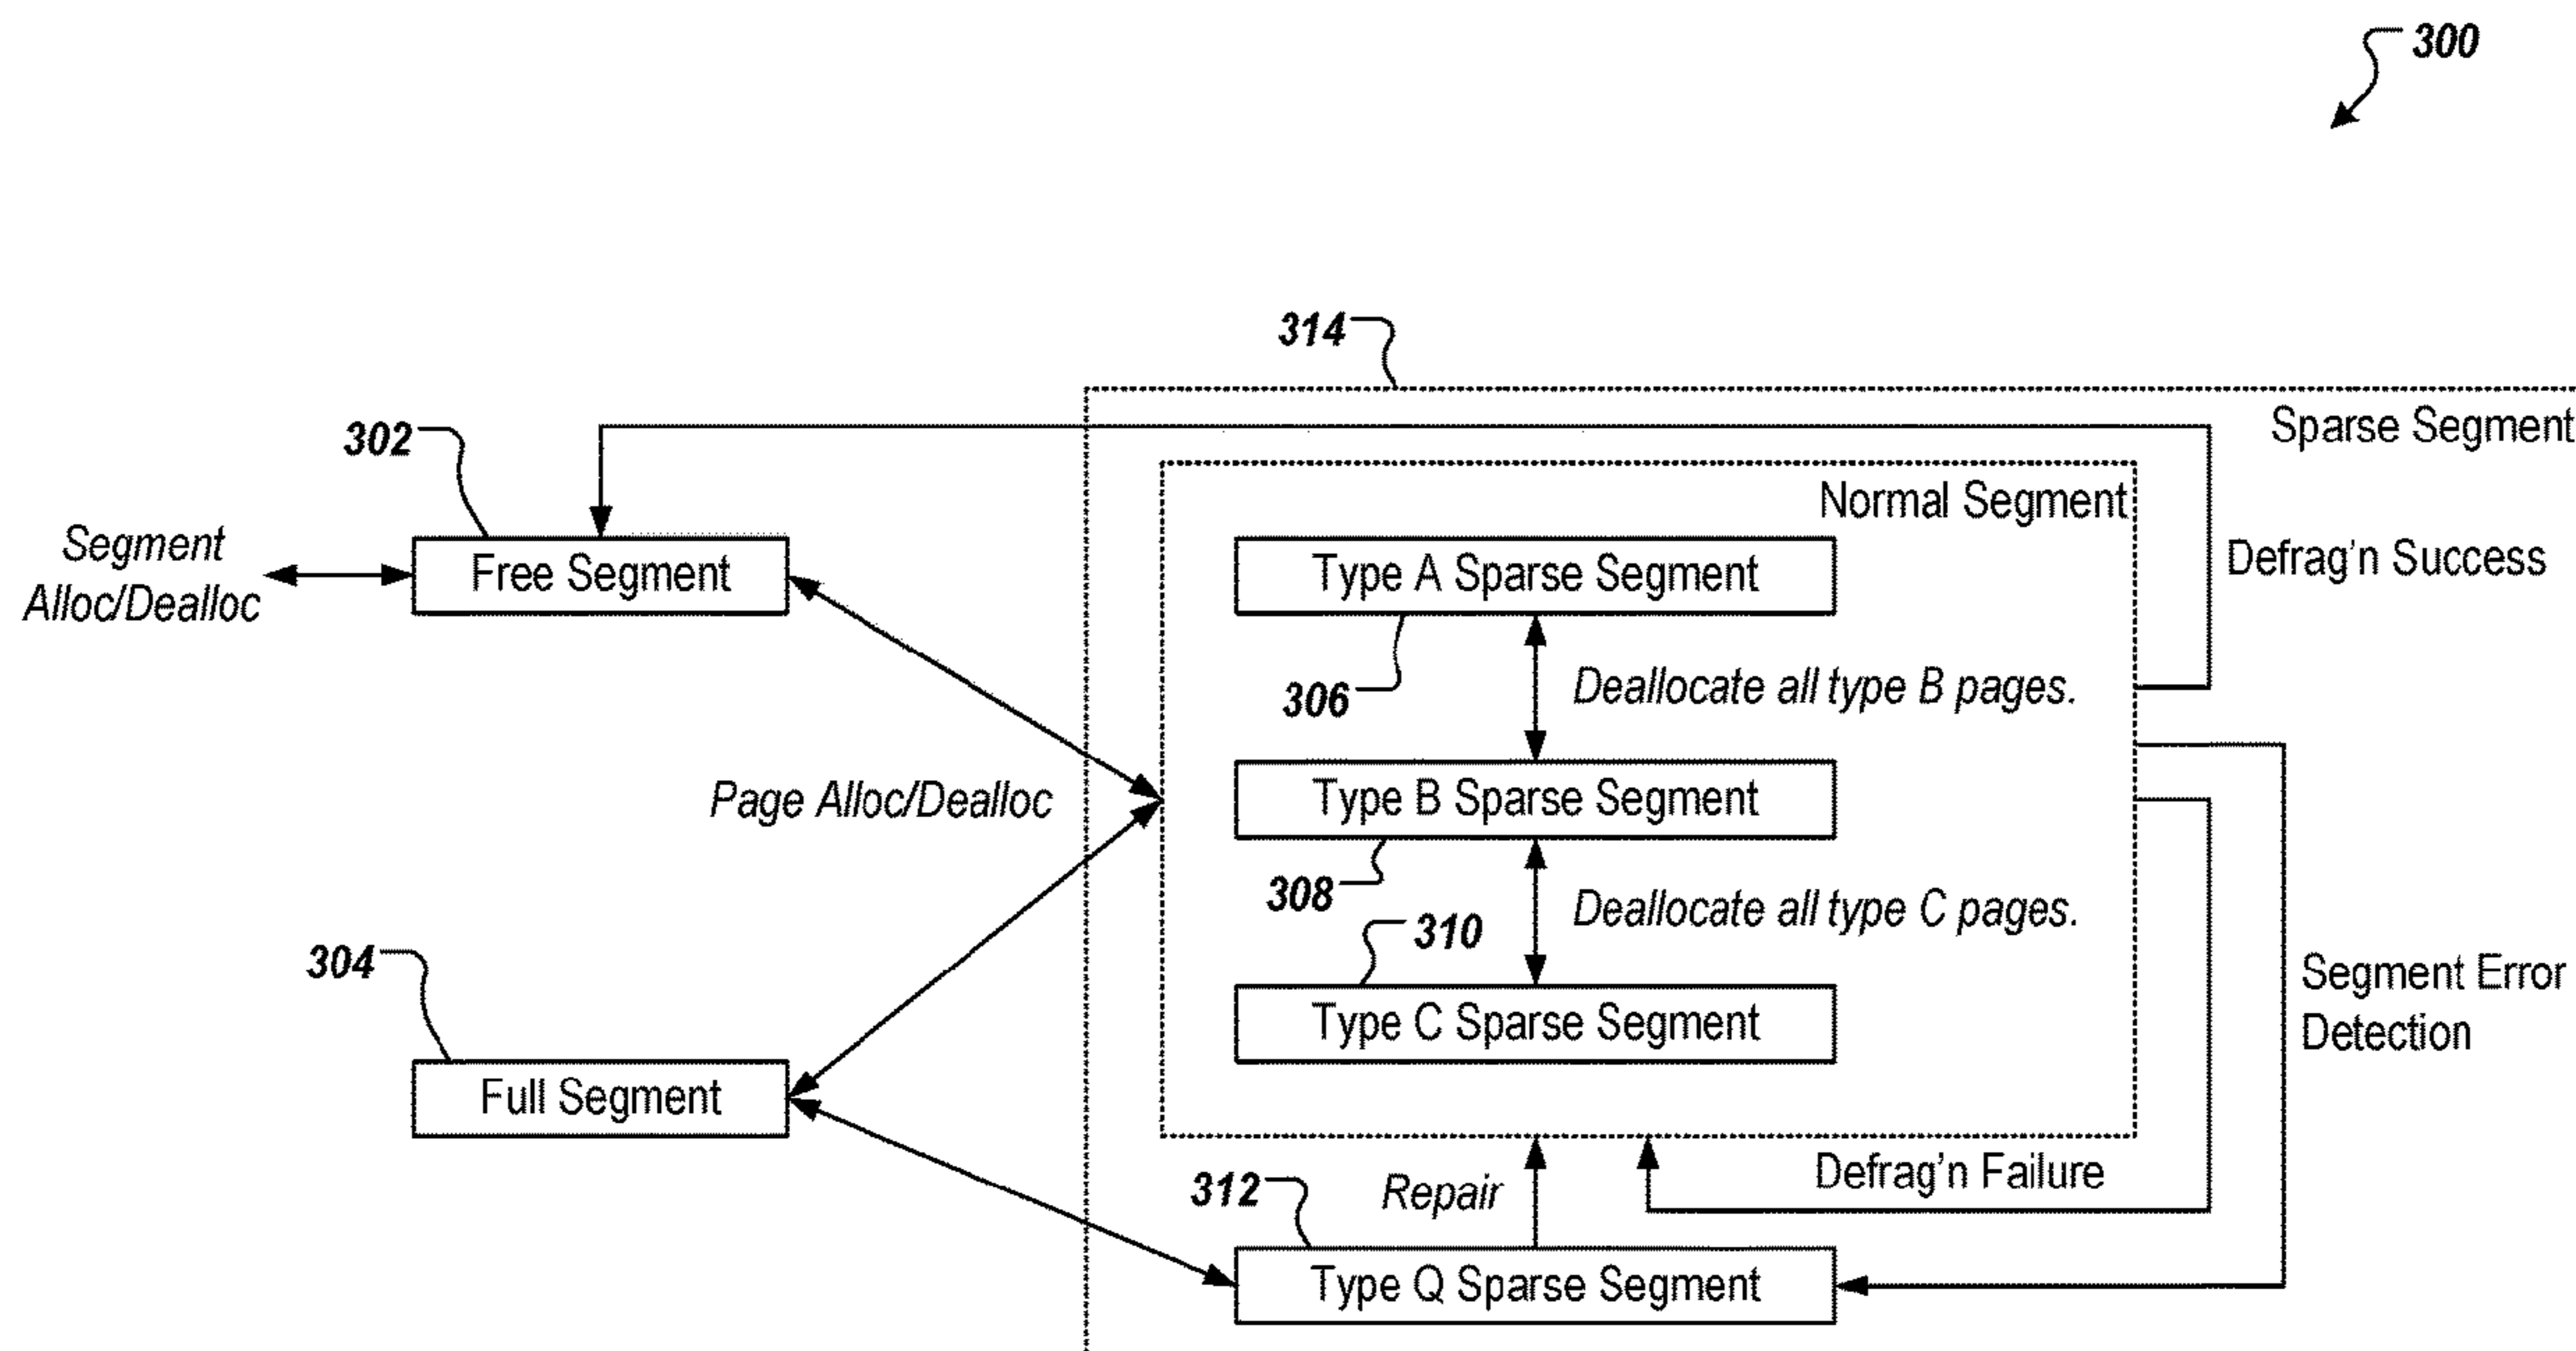 300
314
Sparse Segment
302
Normal Segment
Segment
Alloc/Dealloc
Free Segment
Type A Sparse Segment
Defrag'n Success
306
Deallocate all type B pages.
Page Alloc/Dealloc
Type B Sparse Segment
308
Deallocate all type C pages.
310
304
Segment Error
Detection
Type C Sparse Segment
Full Segment
312
Repair
Defrag'n Failure
Type Q Sparse Segment